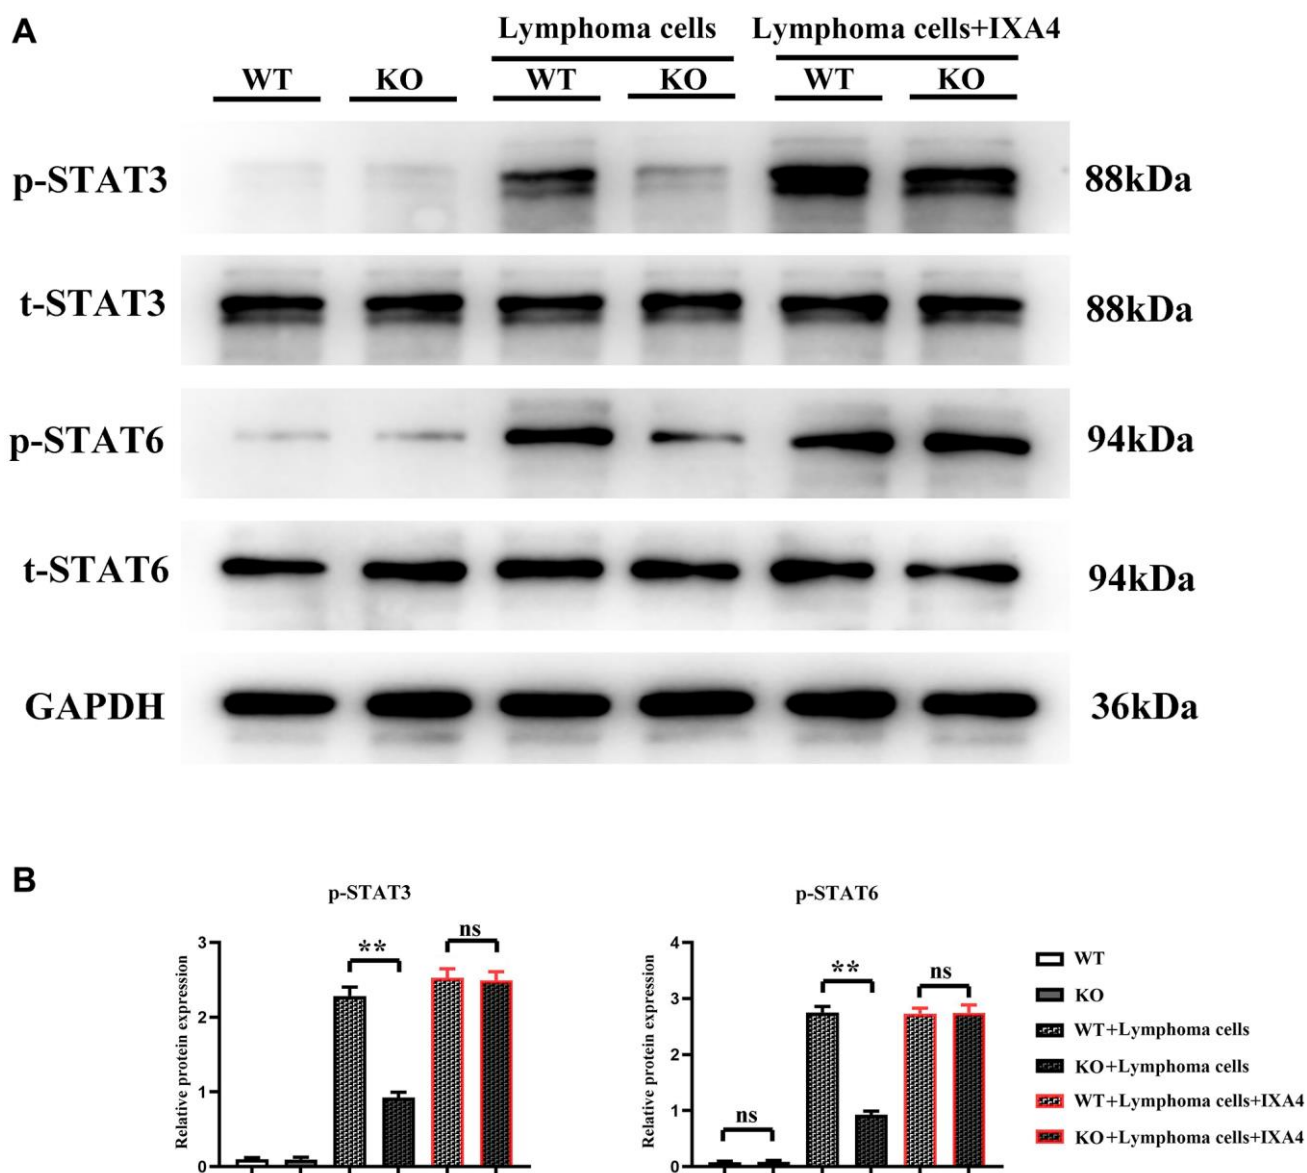 A
Lymphoma cells Lymphoma cells+IXA4
WT KO WT KO WT KO
p-STAT3 88kDa
t-STAT3 88kDa
p-STAT6 94kDa
t-STAT6 94kDa
GAPDH 36kDa
B
p-STAT3
Relative protein expression
3
2
1
0
**
ns
p-STAT6
Relative protein expression
4
3
2
1
0
ns
**
ns
WT
KO
WT+Lymphoma cells
KO+Lymphoma cells
WT+Lymphoma cells+IXA4
KO+Lymphoma cells+IXA4